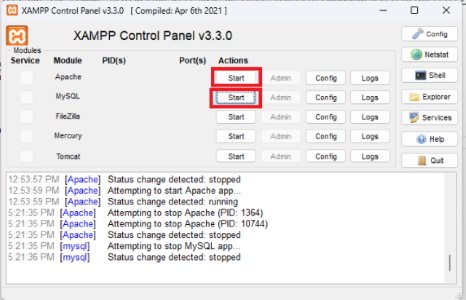 XAMPP Control Panel v3.3.0 [ Compiled: Apr 6th 2021 ]
XAMPP Control Panel v3.3.0
Config
Modules
Service Module PID(s) Port(s) Actions
Netstat
Apache Start Admin Config Logs
Shell
MySQL Start Admin Config Logs
Explorer
FileZilla Start Admin Config Logs
Services
Mercury Start Admin Config Logs
Help
Tomcat Start Admin Config Logs
Quit
12:53:57 PM [Apache] Status change detected: stopped
12:53:59 PM [Apache] Attempting to start Apache app...
12:53:59 PM [Apache] Status change detected: running
5:21:35 PM [Apache] Attempting to stop Apache (PID: 1364)
5:21:35 PM [Apache] Attempting to stop Apache (PID: 10744)
5:21:35 PM [Apache] Status change detected: stopped
5:21:35 PM [mysql] Attempting to stop MySQL app...
5:21:36 PM [mysql] Status change detected: stopped